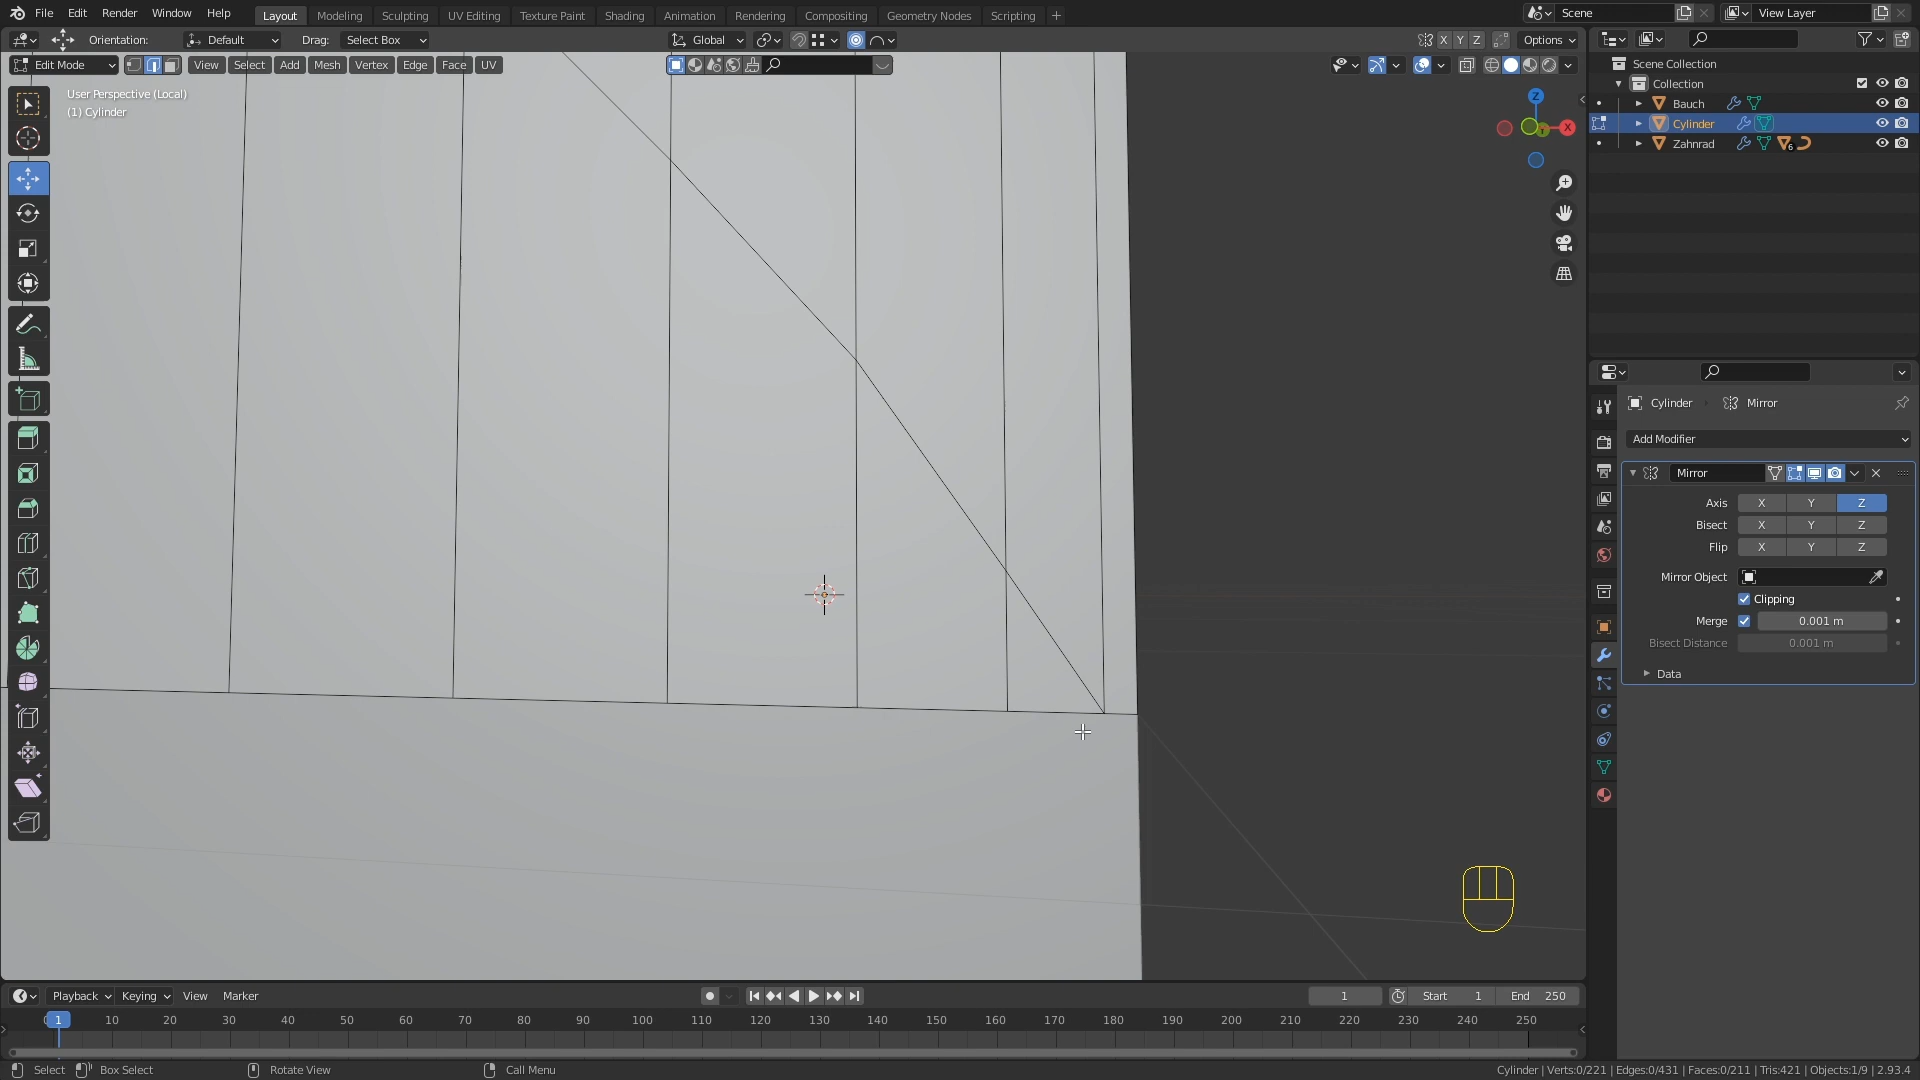 File Edit Render Window Help
Layout Modeling Sculpting UV Editing Texture Paint Shading Animation Rendering Compositing Geometry Nodes Scripting +
Scene
View Layer
Orientation: Default Drag: Select Box
Global
X Y Z Options
Edit Mode View Select Add Mesh Vertex Edge Face UV
User Perspective (Local)
(1) Cylinder
Z
X
Scene Collection
Collection
Bauch
Cylinder
Zahnrad
6
Cylinder Mirror
Add Modifier
Mirror
Axis X Y Z
Bisect X Y Z
Flip X Y Z
Mirror Object
Clipping
Merge 0.001 m
Bisect Distance 0.001 m
Data
Playback Keying View Marker
1 Start 1 End 250
1 10 20 30 40 50 60 70 80 90 100 110 120 130 140 150 160 170 180 190 200 210 220 230 240 250
Select Box Select Rotate View Call Menu
Cylinder | Verts:0/221 | Edges:0/431 | Faces:0/211 | Tris:421 | Objects:1/9 | 2.93.4